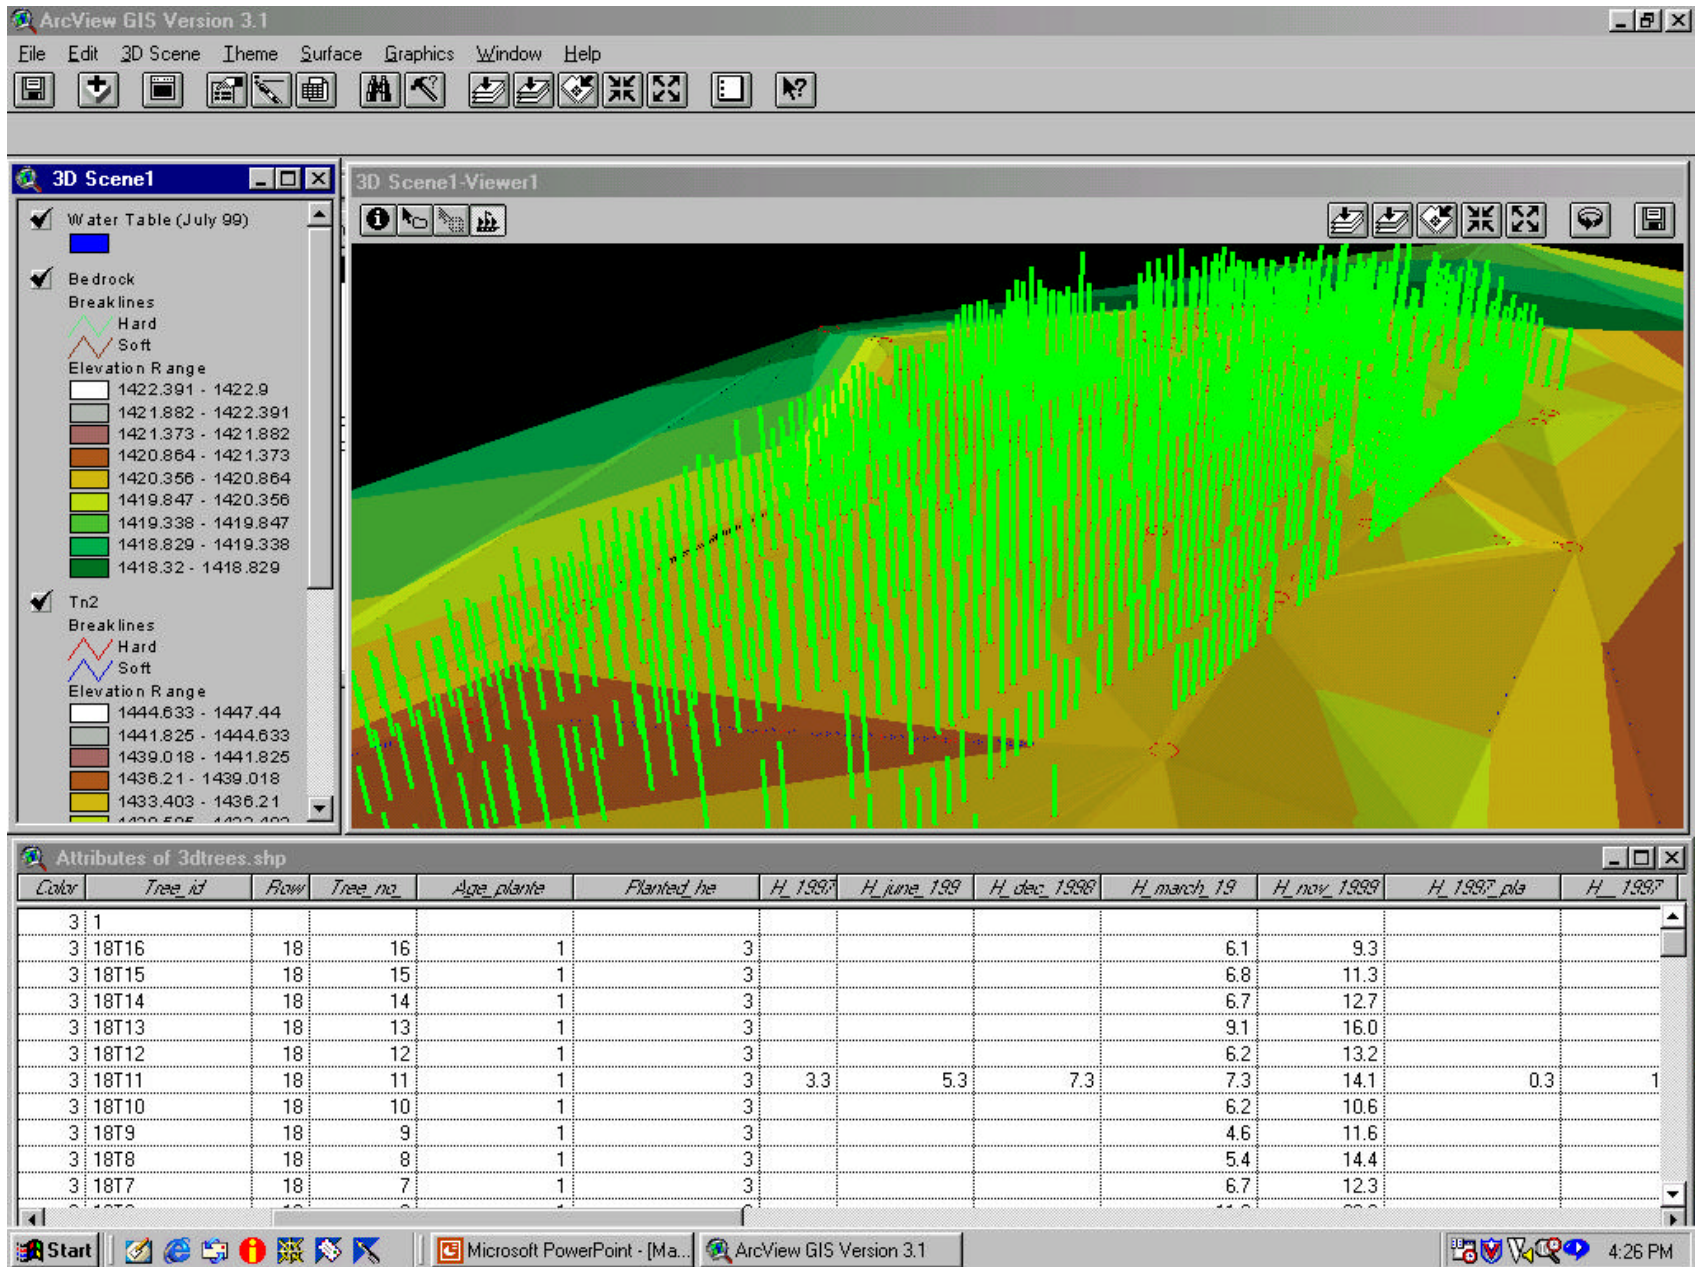 ArcView GIS Version 3.1
File Edit 3D Scene Theme Surface Graphics Window Help
3D Scene1
Water Table (July 99)
Bedrock
Breaklines
Hard
Soft
Elevation Range
1422.391 - 1422.9
1421.882 - 1422.391
1421.373 - 1421.882
1420.864 - 1421.373
1420.356 - 1420.864
1419.847 - 1420.356
1419.338 - 1419.847
1418.829 - 1419.338
1418.32 - 1418.829
Tn2
Breaklines
Hard
Soft
Elevation Range
1444.633 - 1447.44
1441.825 - 1444.633
1439.018 - 1441.825
1436.21 - 1439.018
1433.403 - 1436.21
3D Scene1-Viewer1
Attributes of 3dtrees.shp
Color Tree_id Row Tree_no_ Age_plante Planted_he H_1997 H_june_199 H_dec_1998 H_march_19 H_nov_1999 H_1997_pla H__1997
3 1
3 18T16 18 16 1 3 6.1 9.3
3 18T15 18 15 1 3 6.8 11.3
3 18T14 18 14 1 3 6.7 12.7
3 18T13 18 13 1 3 9.1 16.0
3 18T12 18 12 1 3 6.2 13.2
3 18T11 18 11 1 3 3.3 5.3 7.3 7.3 14.1 0.3 1
3 18T10 18 10 1 3 6.2 10.6
3 18T9 18 9 1 3 4.6 11.6
3 18T8 18 8 1 3 5.4 14.4
3 18T7 18 7 1 3 6.7 12.3
Start Microsoft PowerPoint - [Ma... ArcView GIS Version 3.1 4:26 PM